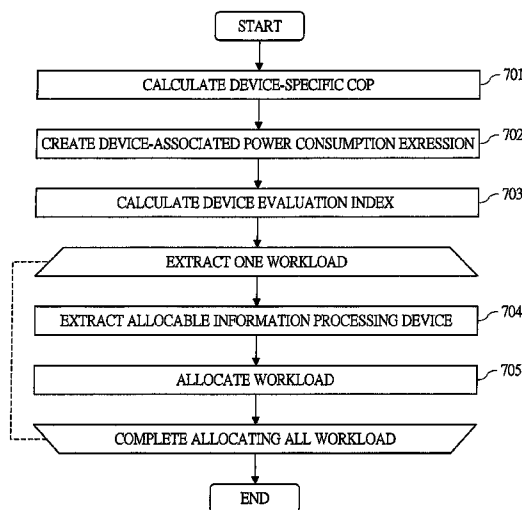 START
CALCULATE DEVICE-SPECIFIC COP
701
CREATE DEVICE-ASSOCIATED POWER CONSUMPTION EXRESSION
702
CALCULATE DEVICE EVALUATION INDEX
703
EXTRACT ONE WORKLOAD
EXTRACT ALLOCABLE INFORMATION PROCESSING DEVICE
704
ALLOCATE WORKLOAD
705
COMPLETE ALLOCATING ALL WORKLOAD
END